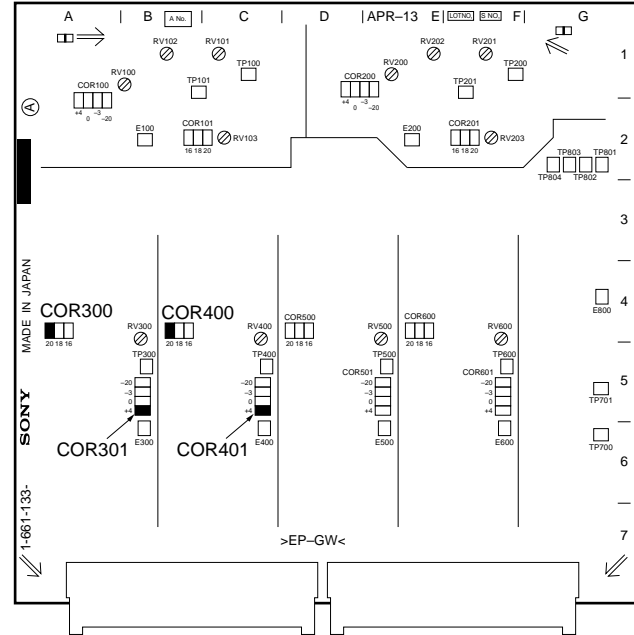 A B A No. C D APR–13 E LOTNO. S NO. F G
1
2
3
4
5
6
7
RV102 RV101 RV202 RV201
RV100 TP101 TP100 RV200 TP201 TP200
COR100 COR200
+4 –3 +4 –3
0 –20 0 –20
A
E100 COR101 RV103 E200 COR201 RV203
16 18 20 16 18 20
TP803 TP801
TP804 TP802
MADE IN JAPAN
SONY
1-661-133-
COR300 COR400 COR500 COR600
20 18 16 20 18 16 20 18 16 20 18 16
RV300 RV400 RV500 RV600
E800
TP300 TP400 TP500 TP600
COR501 COR601
–20 –20 –20 –20
–3 –3 –3 –3
0 0 0 0
+4 +4 +4 +4
TP701
COR301 E300 COR401 E400 E500 E600
TP700
>EP–GW<